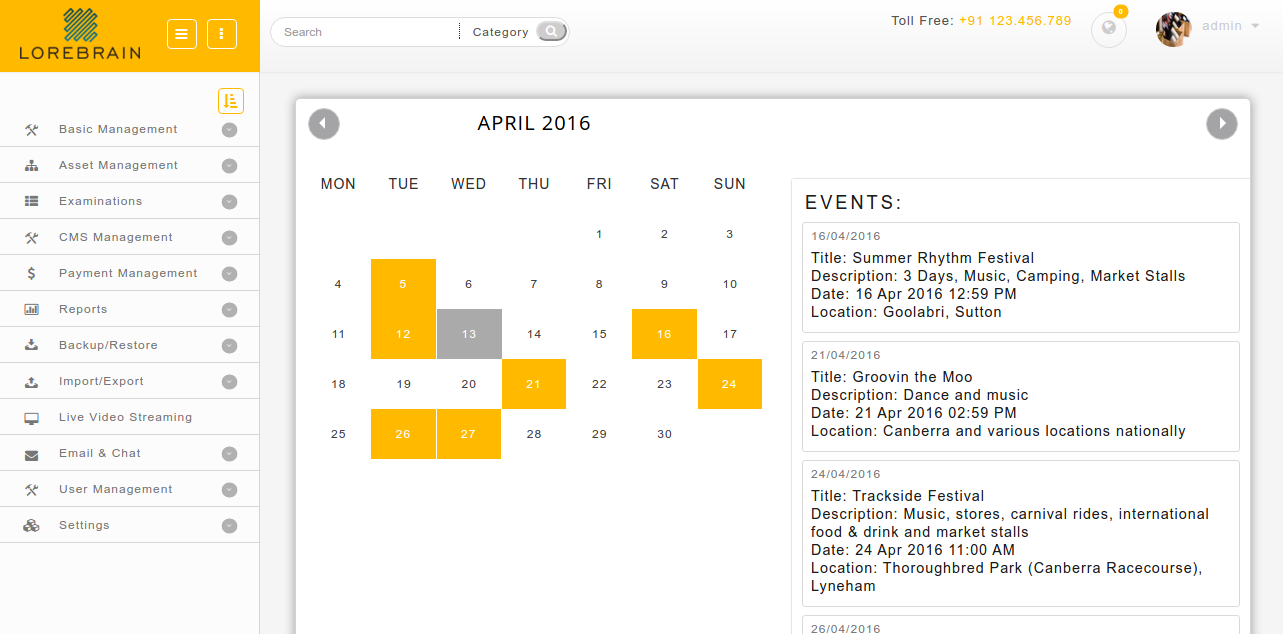 LOREBRAIN
Search
Category
Toll Free: +91 123.456.789
0
admin
Basic Management
Asset Management
Examinations
CMS Management
Payment Management
Reports
Backup/Restore
Import/Export
Live Video Streaming
Email & Chat
User Management
Settings
APRIL 2016
MON TUE WED THU FRI SAT SUN
1 2 3
4 5 6 7 8 9 10
11 12 13 14 15 16 17
18 19 20 21 22 23 24
25 26 27 28 29 30
EVENTS:
16/04/2016
Title: Summer Rhythm Festival
Description: 3 Days, Music, Camping, Market Stalls
Date: 16 Apr 2016 12:59 PM
Location: Goolabri, Sutton
21/04/2016
Title: Groovin the Moo
Description: Dance and music
Date: 21 Apr 2016 02:59 PM
Location: Canberra and various locations nationally
24/04/2016
Title: Trackside Festival
Description: Music, stores, carnival rides, international
food & drink and market stalls
Date: 24 Apr 2016 11:00 AM
Location: Thoroughbred Park (Canberra Racecourse),
Lyneham
26/04/2016